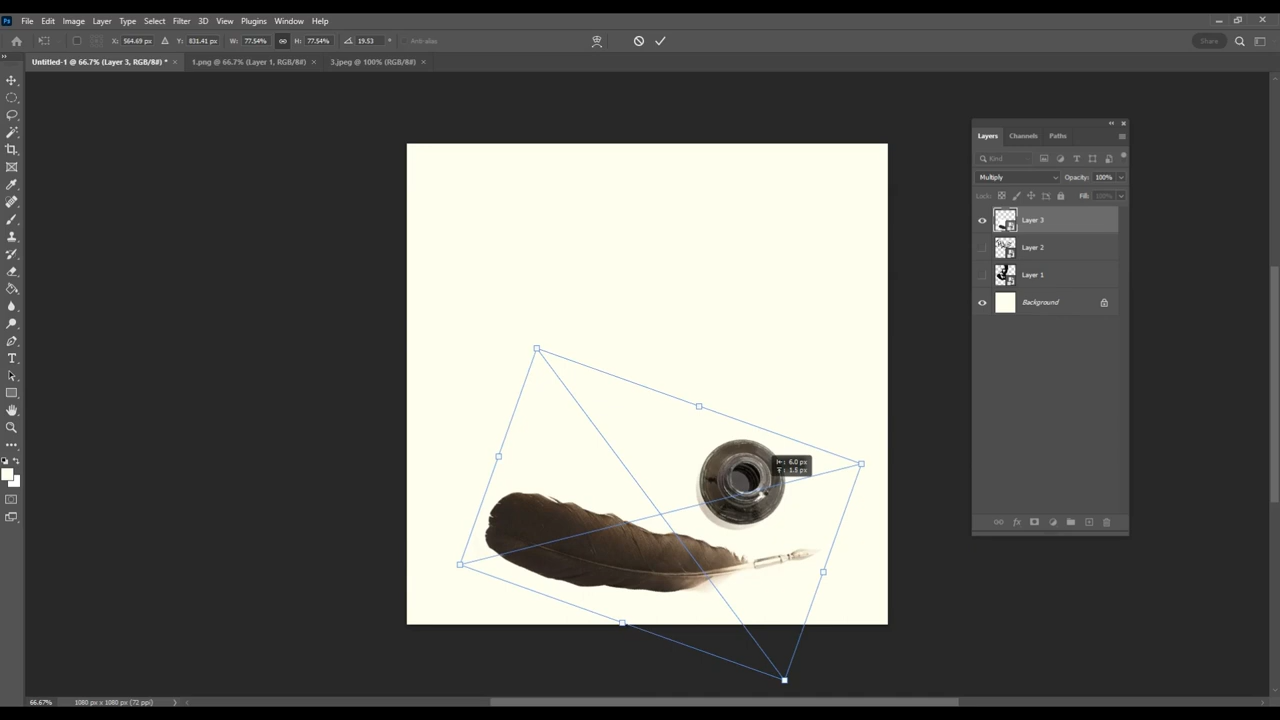 Ps File Edit Image Layer Type Select Filter 3D View Plugins Window Help
X: 564.69 px Y: 831.41 px W: 77.54% H: 77.54% 19.53 ° Anti-alias Share
Untitled-1 @ 66.7% (Layer 3, RGB/8#) * × 1.png @ 66.7% (Layer 1, RGB/8#) × 3.jpeg @ 100% (RGB/8#) ×
Layers Channels Paths
Kind
Multiply Opacity: 100%
Lock: Fill: 100%
Layer 3
Layer 2
Layer 1
Background
6.0 px
1.5 px
66.67% 1080 px x 1080 px (72 ppi)